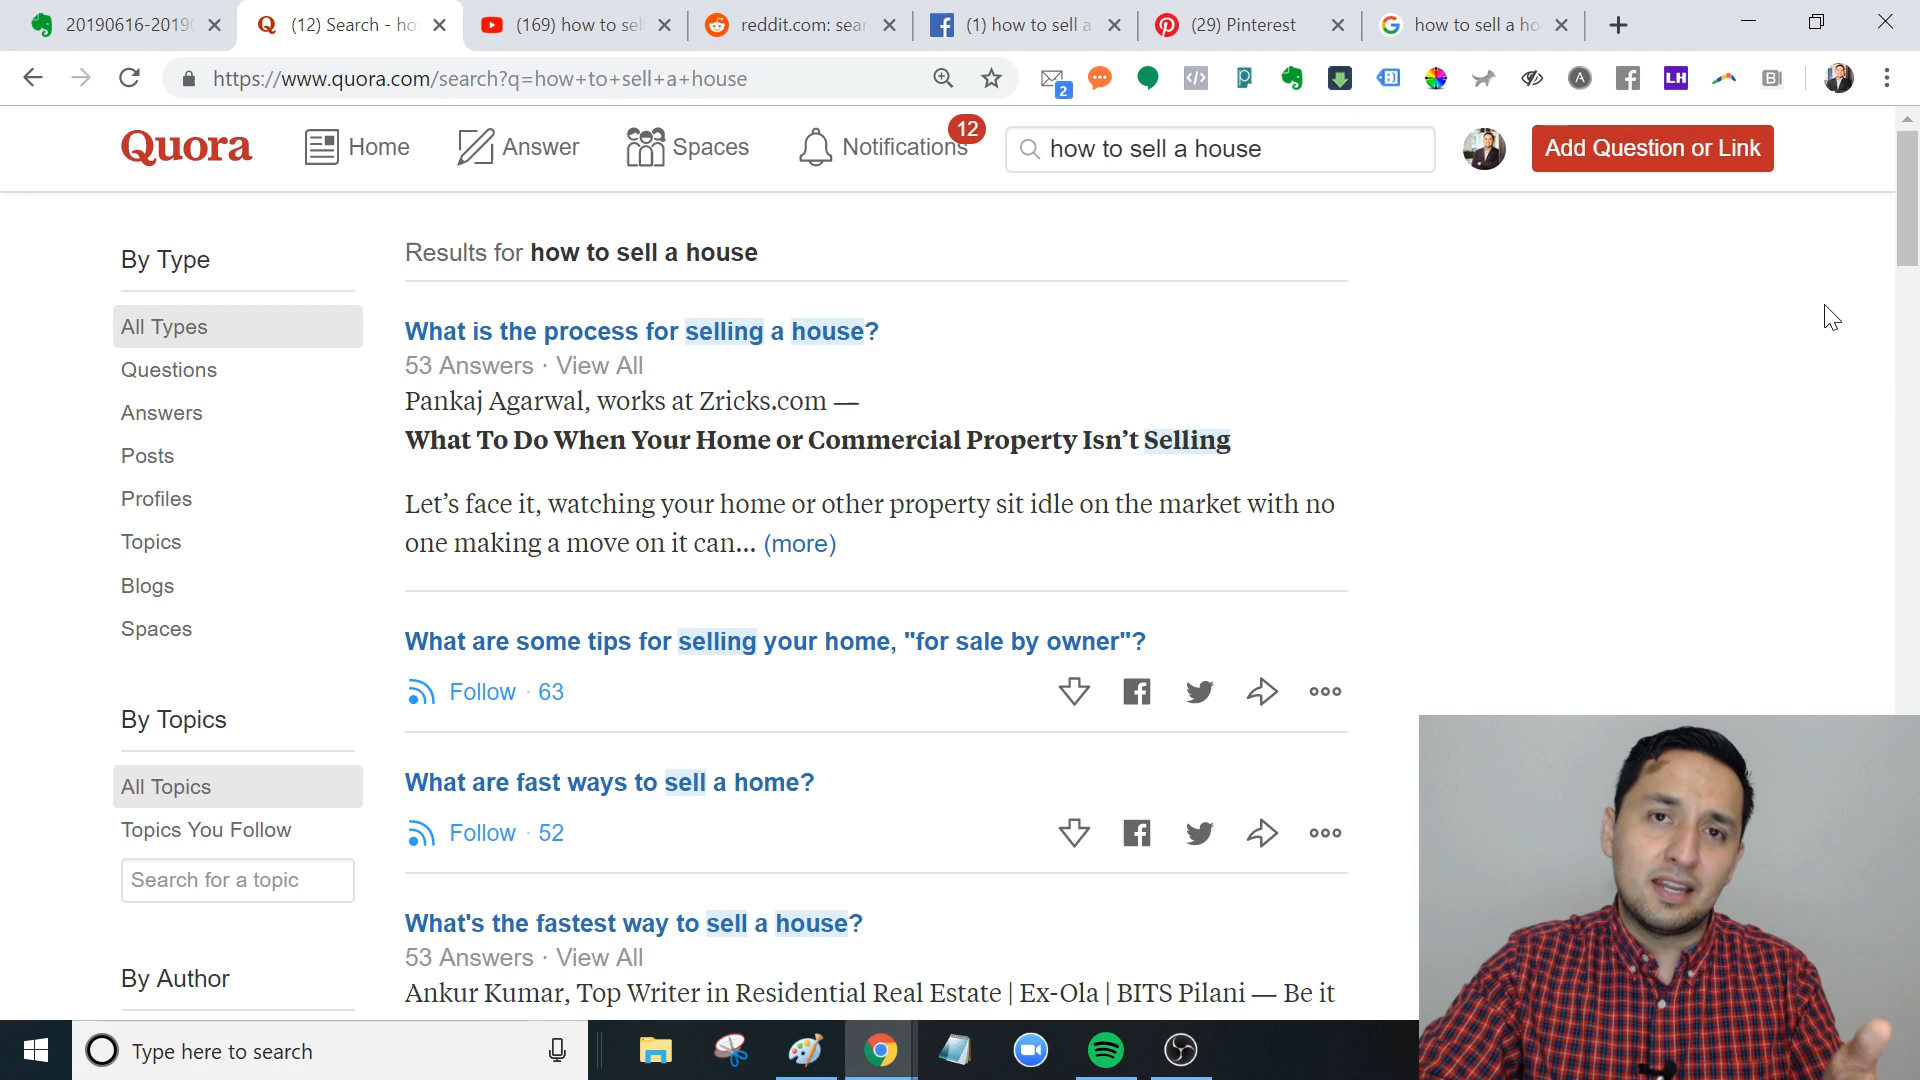 20190616-2019
(12) Search - ho
(169) how to sel
reddit.com: sear
(1) how to sell a
(29) Pinterest
how to sell a ho
https://www.quora.com/search?q=how+to+sell+a+house
2
LH
Quora
Home
Answer
Spaces
Notifications
12
how to sell a house
Add Question or Link
By Type
All Types
Questions
Answers
Posts
Profiles
Topics
Blogs
Spaces
By Topics
All Topics
Topics You Follow
Search for a topic
By Author
Results for how to sell a house
What is the process for selling a house?
53 Answers · View All
Pankaj Agarwal, works at Zricks.com —
What To Do When Your Home or Commercial Property Isn’t Selling
Let’s face it, watching your home or other property sit idle on the market with no
one making a move on it can... (more)
What are some tips for selling your home, "for sale by owner"?
Follow · 63
What are fast ways to sell a home?
Follow · 52
What's the fastest way to sell a house?
53 Answers · View All
Ankur Kumar, Top Writer in Residential Real Estate | Ex-Ola | BITS Pilani — Be it
Type here to search